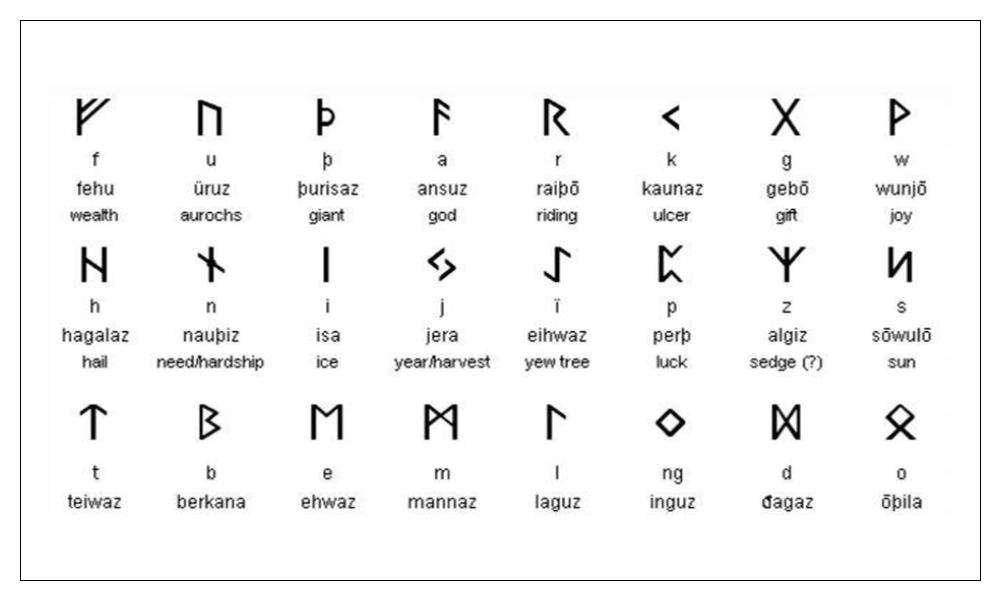 ᚠ ᚢ ᚦ ᚨ ᚱ ᚲ ᚷ ᚹ
f u þ a r k g w
fehu üruz þurisaz ansuz raiþō kaunaz gebō wunjō
wealth aurochs giant god riding ulcer gift joy
ᚺ ᚾ ᛁ ᛃ ᛇ ᛈ ᛉ ᛋ
h n i j ï p z s
hagalaz nauþiz isa jera eihwaz perþ algiz sōwulō
hail need/hardship ice year/harvest yew tree luck sedge (?) sun
ᛏ ᛒ ᛖ ᛗ ᛚ ᛜ ᛞ ᛟ
t b e m l ng d o
teiwaz berkana ehwaz mannaz laguz inguz đagaz ōþila